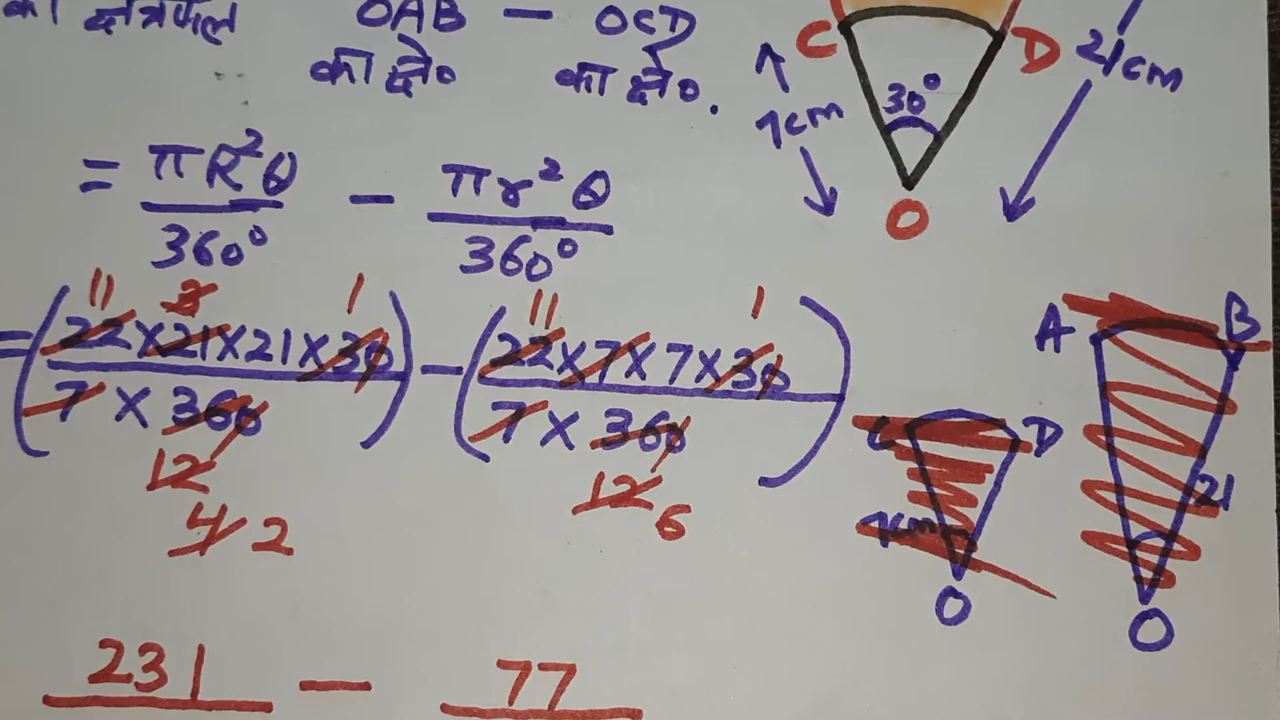 का क्षेत्रफल OAB - OCD
का क्षे० का क्षे०.
C D
7cm 30° 21cm
O
= πR²θ/360° - πr²θ/360°
11 3 1 11 1
= (22×21×21×30 / 7×360) - (22×7×7×30 / 7×360)
12 12 6
4 2
A B
C D
21
7cm
O O
231 - 77